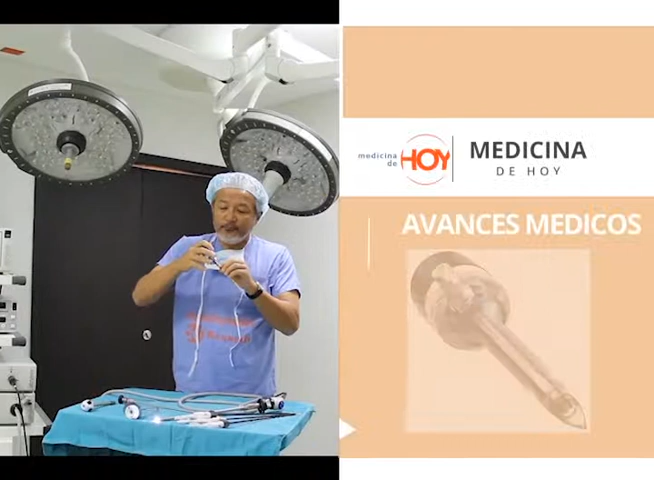 medicina
de
HOY
MEDICINA
DE HOY
AVANCES MEDICOS